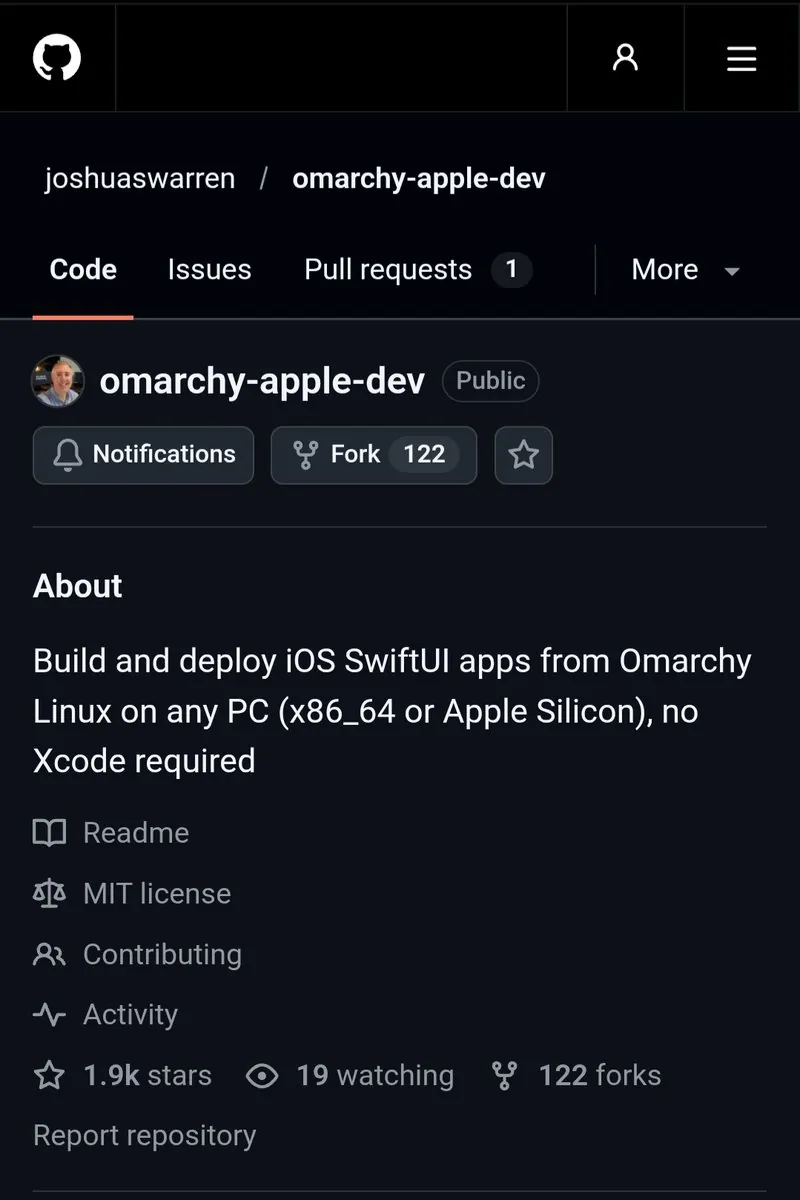 joshuaswarren / omarchy-apple-dev
Code Issues Pull requests 1 More
omarchy-apple-dev Public
Notifications Fork 122
About
Build and deploy iOS SwiftUI apps from Omarchy
Linux on any PC (x86_64 or Apple Silicon), no
Xcode required
Readme
MIT license
Contributing
Activity
1.9k stars 19 watching 122 forks
Report repository